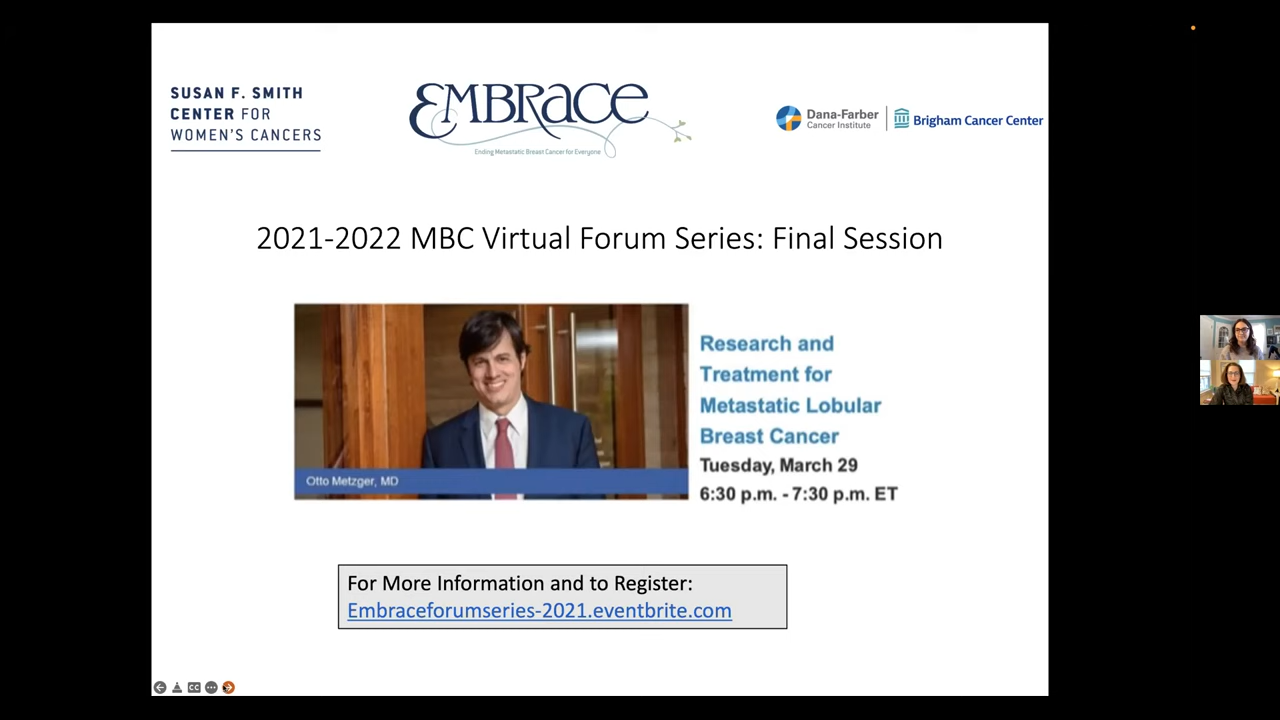 SUSAN F. SMITH
CENTER FOR
WOMEN'S CANCERS
EMBRACE
Ending Metastatic Breast Cancer for Everyone
Dana-Farber
Cancer Institute
Brigham Cancer Center
2021-2022 MBC Virtual Forum Series: Final Session
Otto Metzger, MD
Research and
Treatment for
Metastatic Lobular
Breast Cancer
Tuesday, March 29
6:30 p.m. - 7:30 p.m. ET
For More Information and to Register:
Embraceforumseries-2021.eventbrite.com
CC